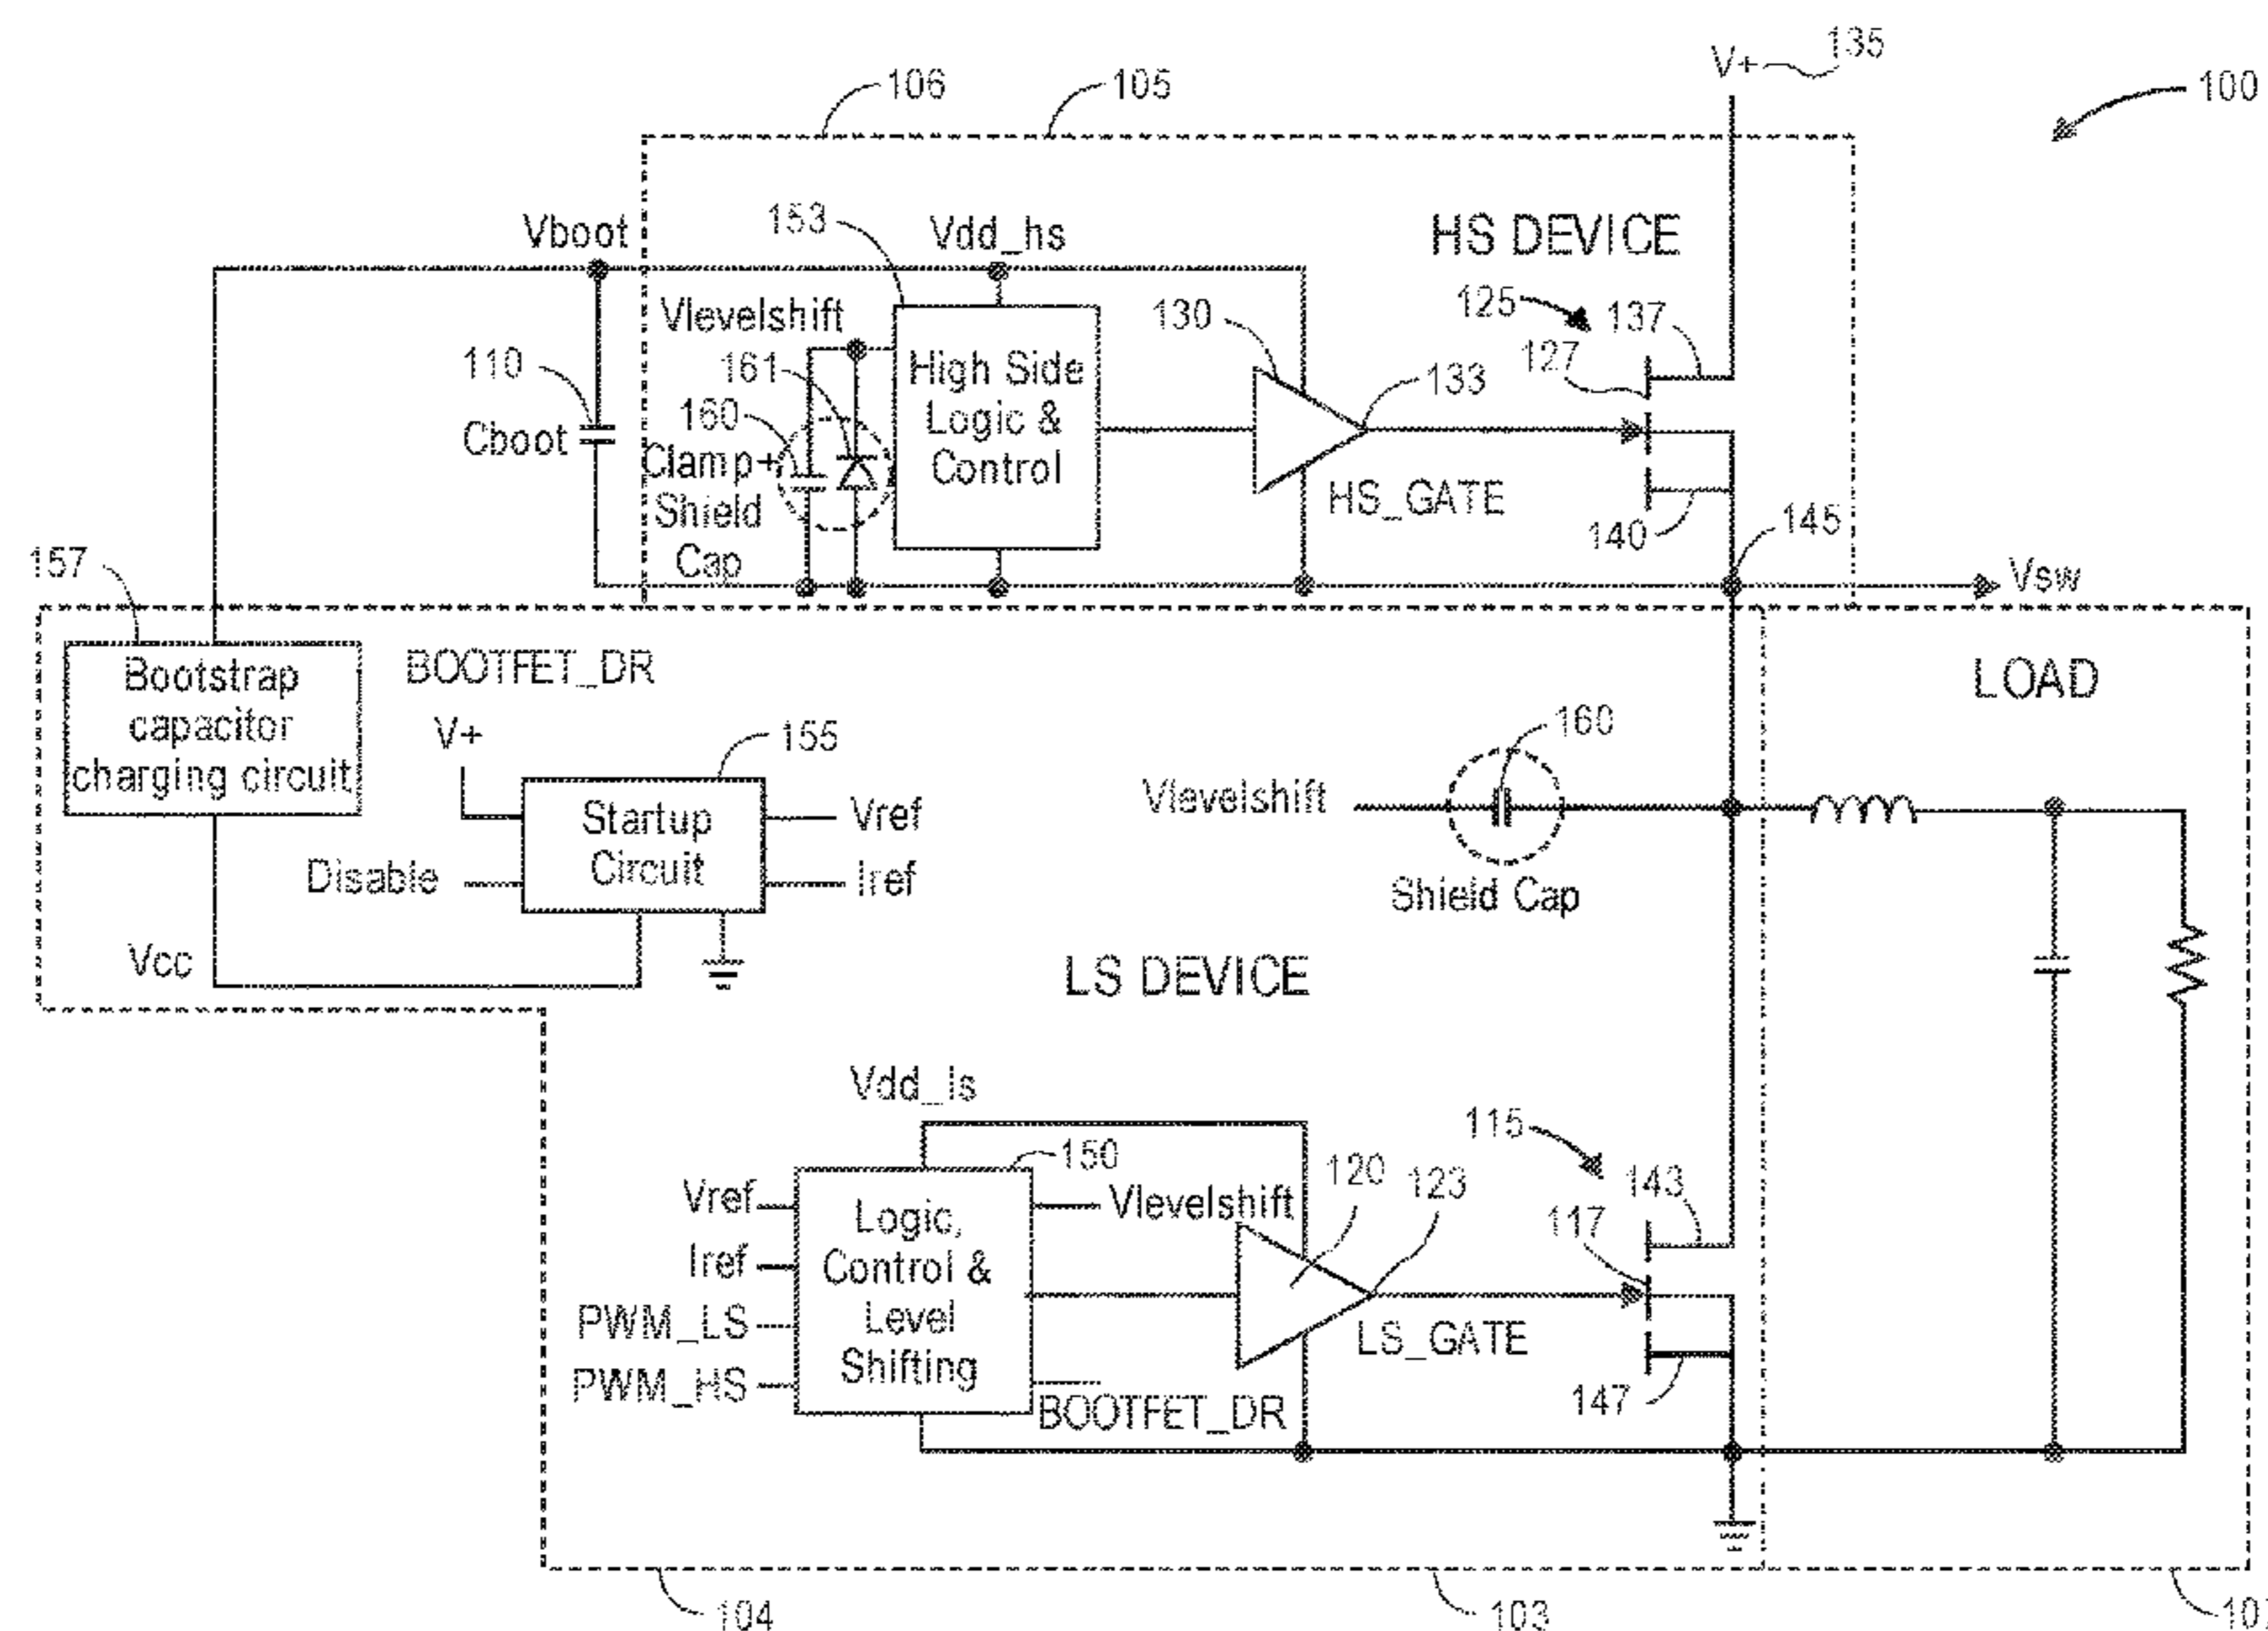 V+ 135
106
105
100
153
Vboot
Vdd_hs
HS DEVICE
Vlevelshift
130
125
137
110
161
High Side
Logic &
Control
127
133
160
Cboot
Clamp+
Shield
Cap
HS_GATE
140
145
157
Vsw
Bootstrap
capacitor
charging circuit
BOOTFET_DR
LOAD
V+
155
160
Startup
Circuit
Vref
Vlevelshift
Disable
Iref
Shield Cap
Vcc
LS DEVICE
Vdd_ls
115
150
120
123
143
Vref
Vlevelshift
117
Logic,
Control &
Level
Shifting
Iref
PWM_LS
LS_GATE
PWM_HS
147
BOOTFET_DR
104
103